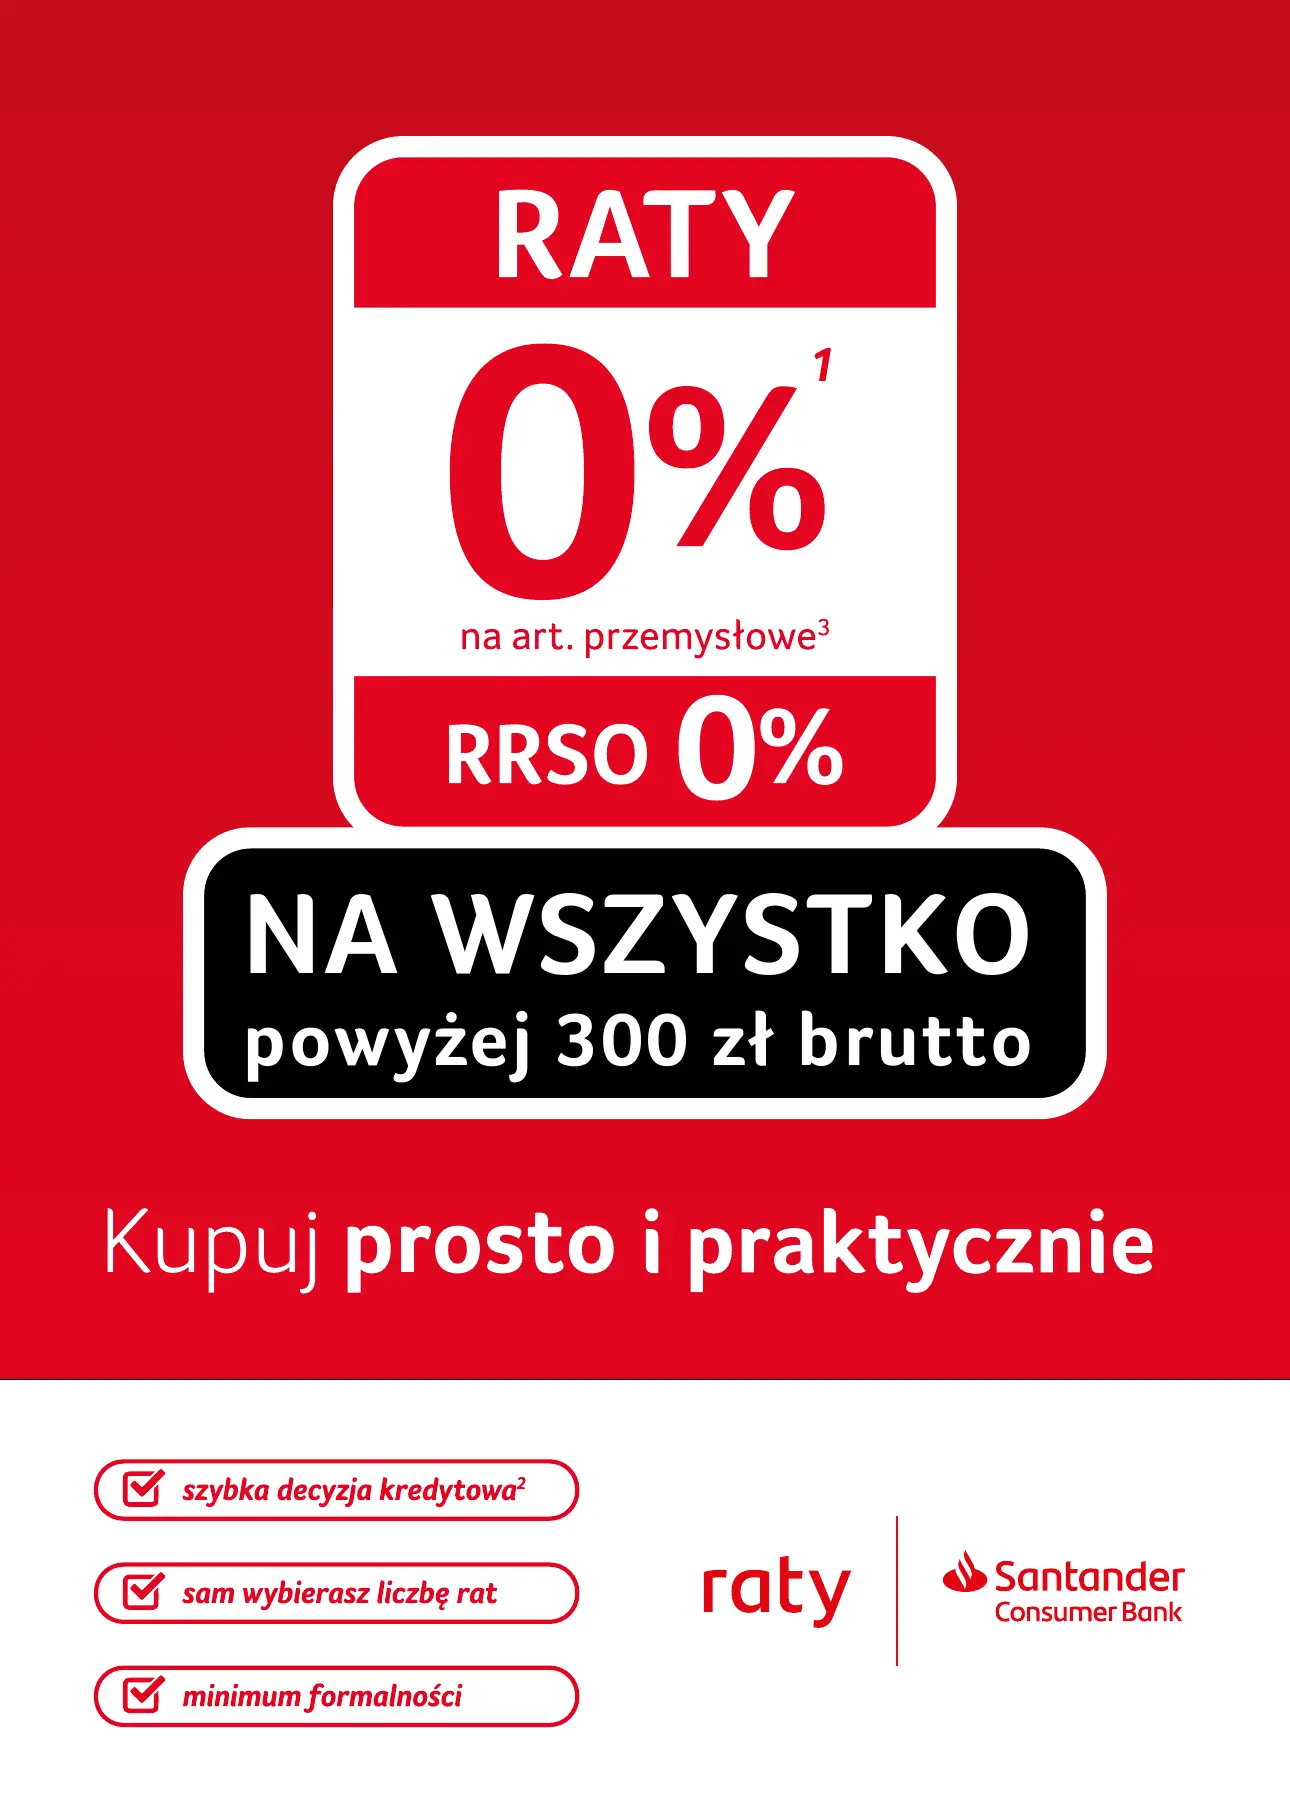 RATY
0%¹
na art. przemysłowe³
RRSO 0%
NA WSZYSTKO
powyżej 300 zł brutto
Kupuj prosto i praktycznie
szybka decyzja kredytowa²
sam wybierasz liczbę rat
minimum formalności
raty
Santander
Consumer Bank